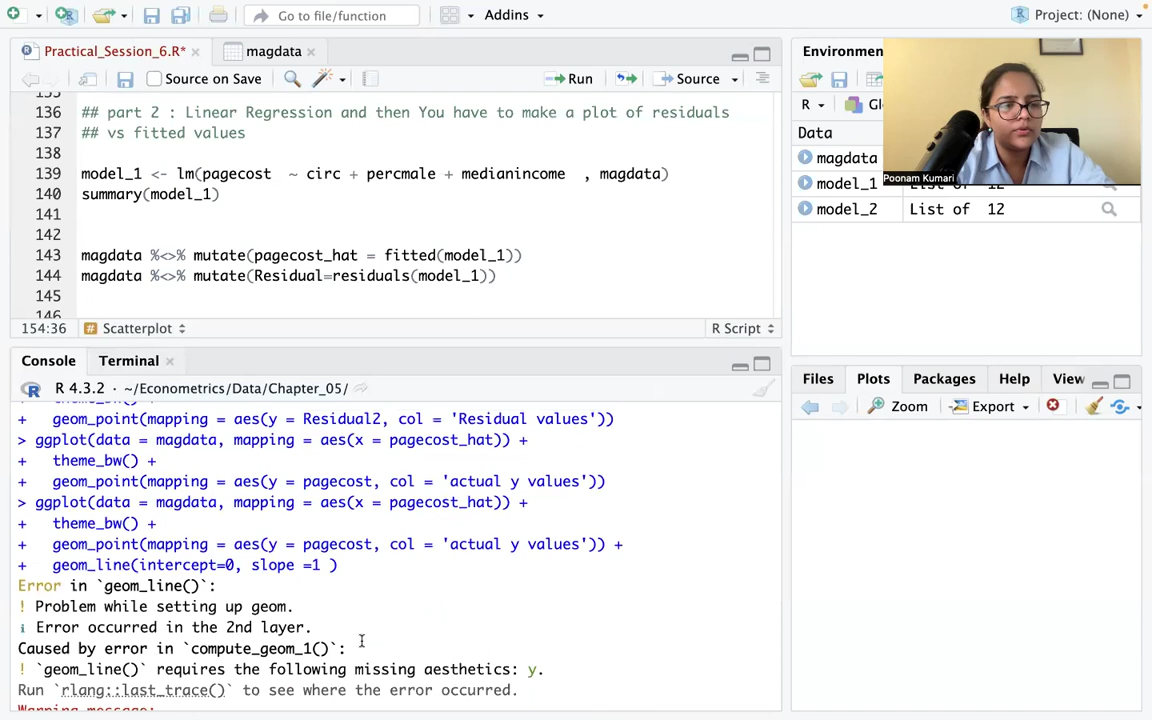 Go to file/function
Addins
Project: (None)
Practical_Session_6.R*
magdata
Source on Save
Run
Source
136 ## part 2 : Linear Regression and then You have to make a plot of residuals
137 ## vs fitted values
138
139 model_1 <- lm(pagecost  ~ circ + percmale + medianincome  , magdata)
140 summary(model_1)
141
142
143 magdata %<>% mutate(pagecost_hat = fitted(model_1))
144 magdata %<>% mutate(Residual=residuals(model_1))
145
146
154:36
# Scatterplot
R Script
Console
Terminal
R 4.3.2 · ~/Econometrics/Data/Chapter_05/
+   geom_point(mapping = aes(y = Residual2, col = 'Residual values'))
> ggplot(data = magdata, mapping = aes(x = pagecost_hat)) +
+   theme_bw() +
+   geom_point(mapping = aes(y = pagecost, col = 'actual y values'))
> ggplot(data = magdata, mapping = aes(x = pagecost_hat)) +
+   theme_bw() +
+   geom_point(mapping = aes(y = pagecost, col = 'actual y values')) +
+   geom_line(intercept=0, slope =1 )
Error in `geom_line()`:
! Problem while setting up geom.
ℹ Error occurred in the 2nd layer.
Caused by error in `compute_geom_1()`:
! `geom_line()` requires the following missing aesthetics: y.
Run `rlang::last_trace()` to see where the error occurred.
Warning message:
Environmen
R
Gl
Data
magdata
model_1
List of  12
model_2
List of  12
Poonam Kumari
Files
Plots
Packages
Help
View
Zoom
Export